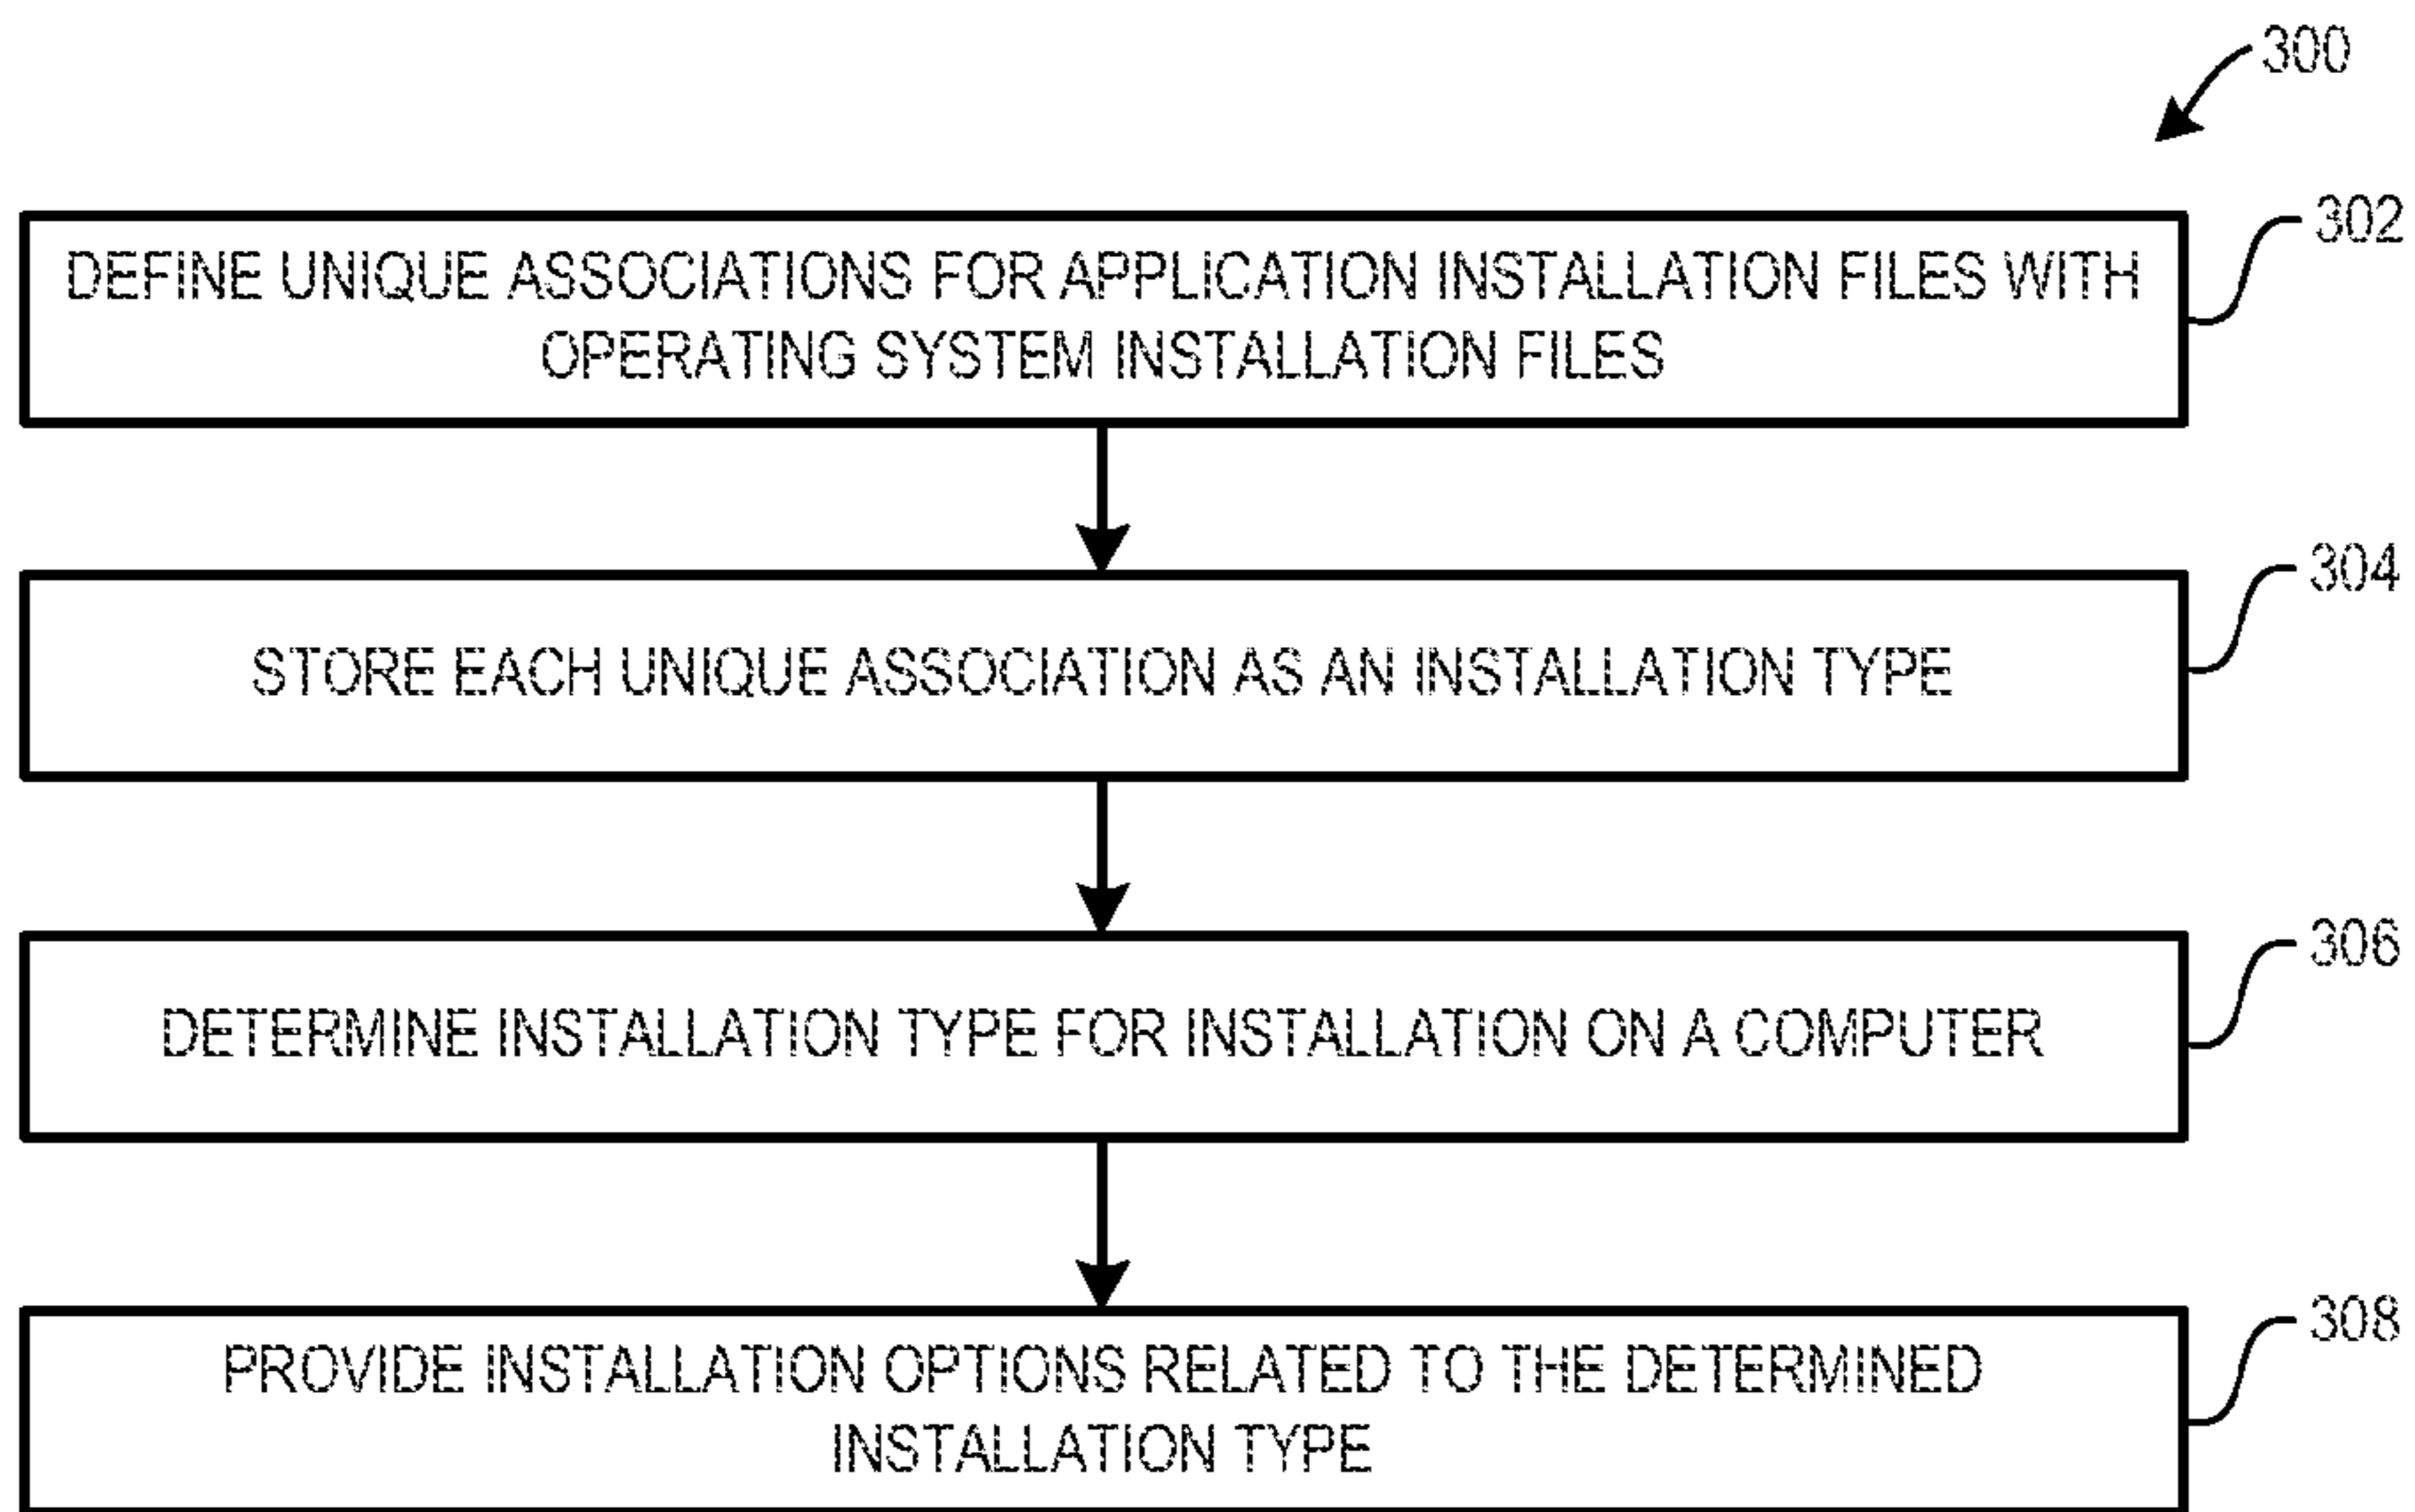 300
302
DEFINE UNIQUE ASSOCIATIONS FOR APPLICATION INSTALLATION FILES WITH
OPERATING SYSTEM INSTALLATION FILES
304
STORE EACH UNIQUE ASSOCIATION AS AN INSTALLATION TYPE
306
DETERMINE INSTALLATION TYPE FOR INSTALLATION ON A COMPUTER
308
PROVIDE INSTALLATION OPTIONS RELATED TO THE DETERMINED
INSTALLATION TYPE